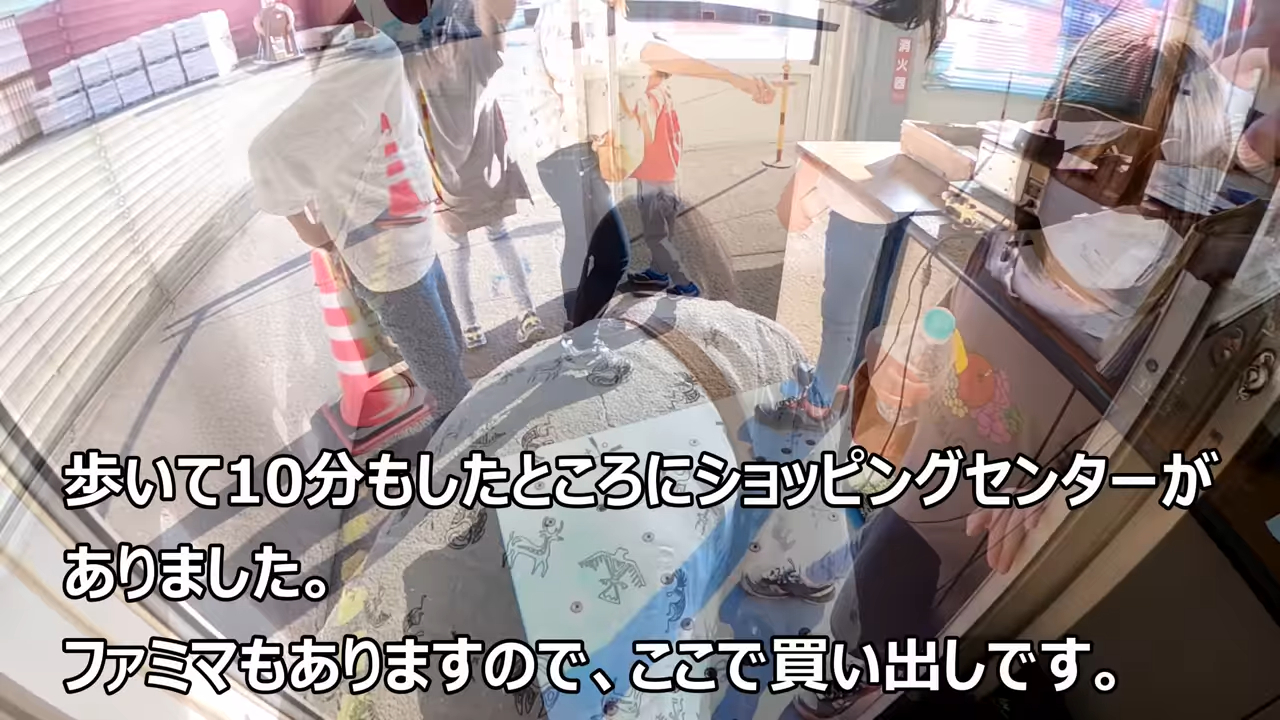 消火器
歩いて10分もしたところにショッピングセンターが
ありました。
ファミマもありますので、ここで買い出しです。